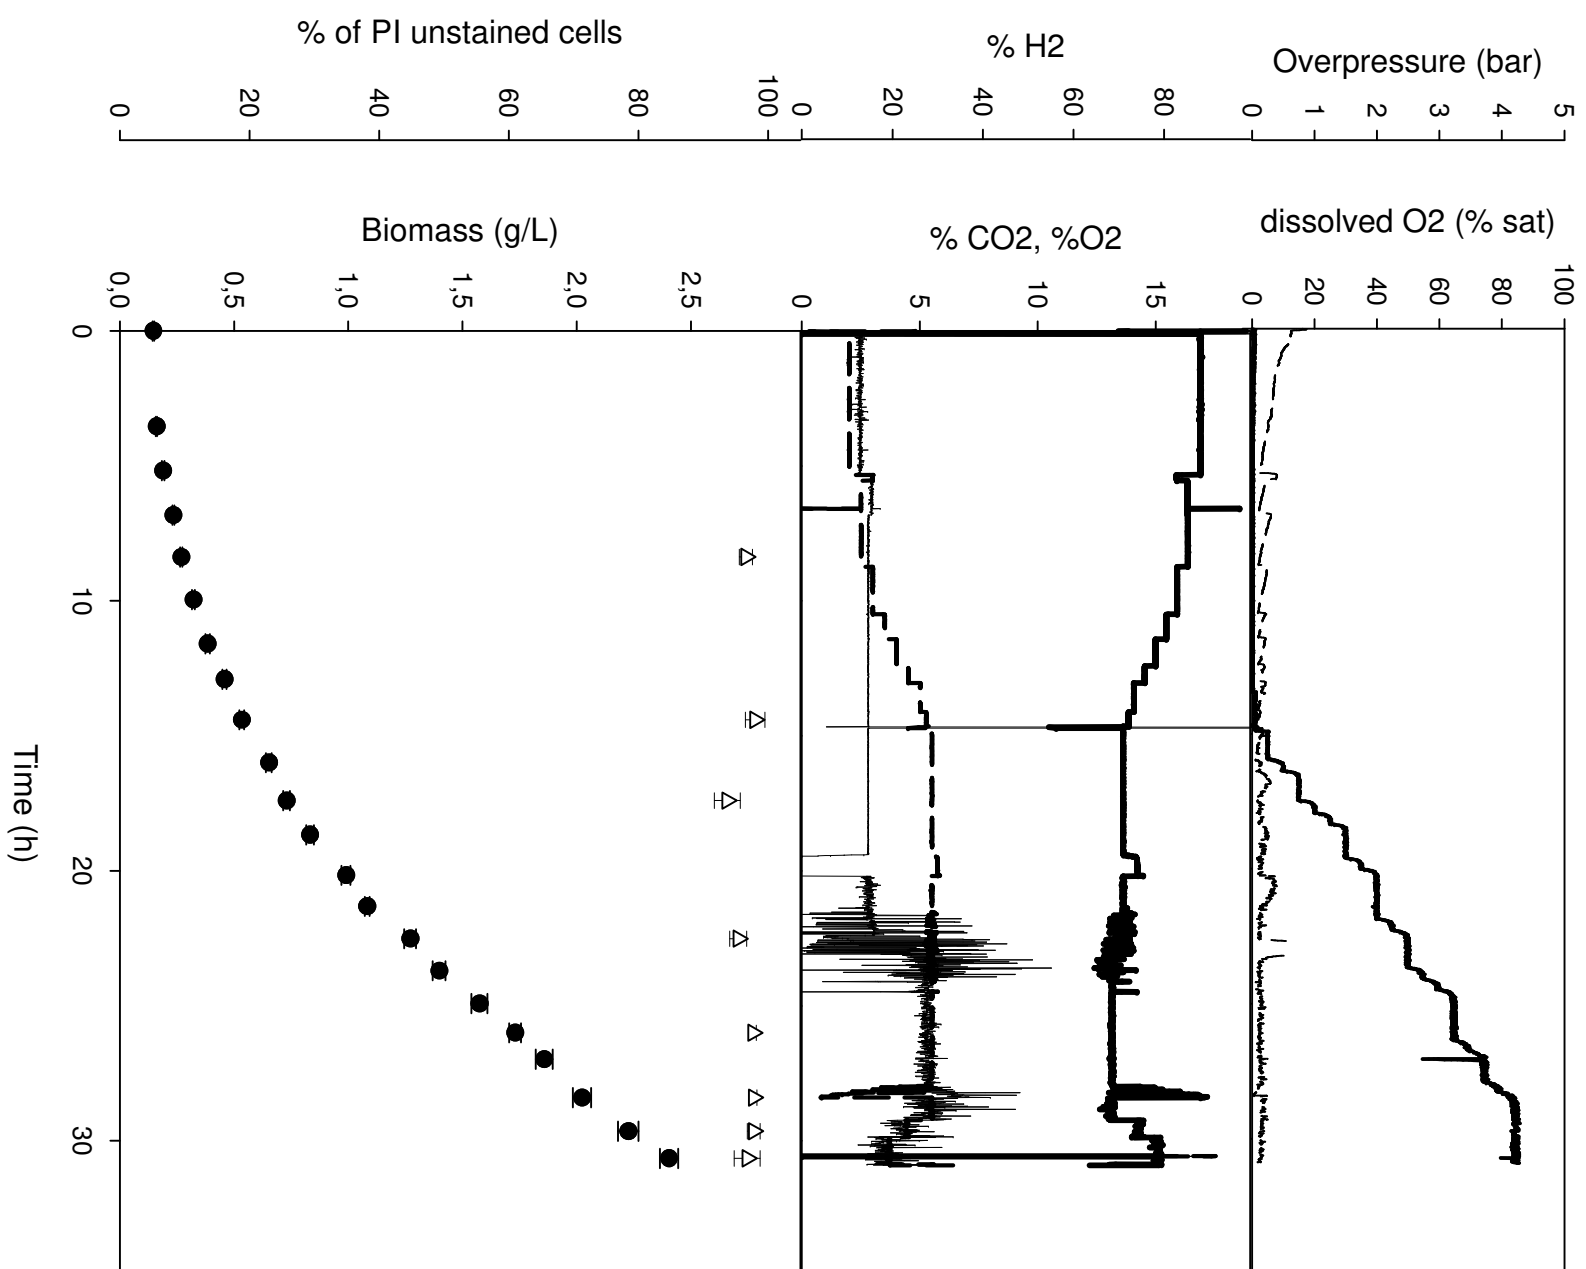 % of PI unstained cells
% H2
Overpressure (bar)
0 20 40 60 80 100
0 20 40 60 80
0 1 2 3 4 5
Biomass (g/L)
% CO2, %O2
dissolved O2 (% sat)
0,0 0,5 1,0 1,5 2,0 2,5
0 5 10 15
0 20 40 60 80 100
0
10
20
30
Time (h)